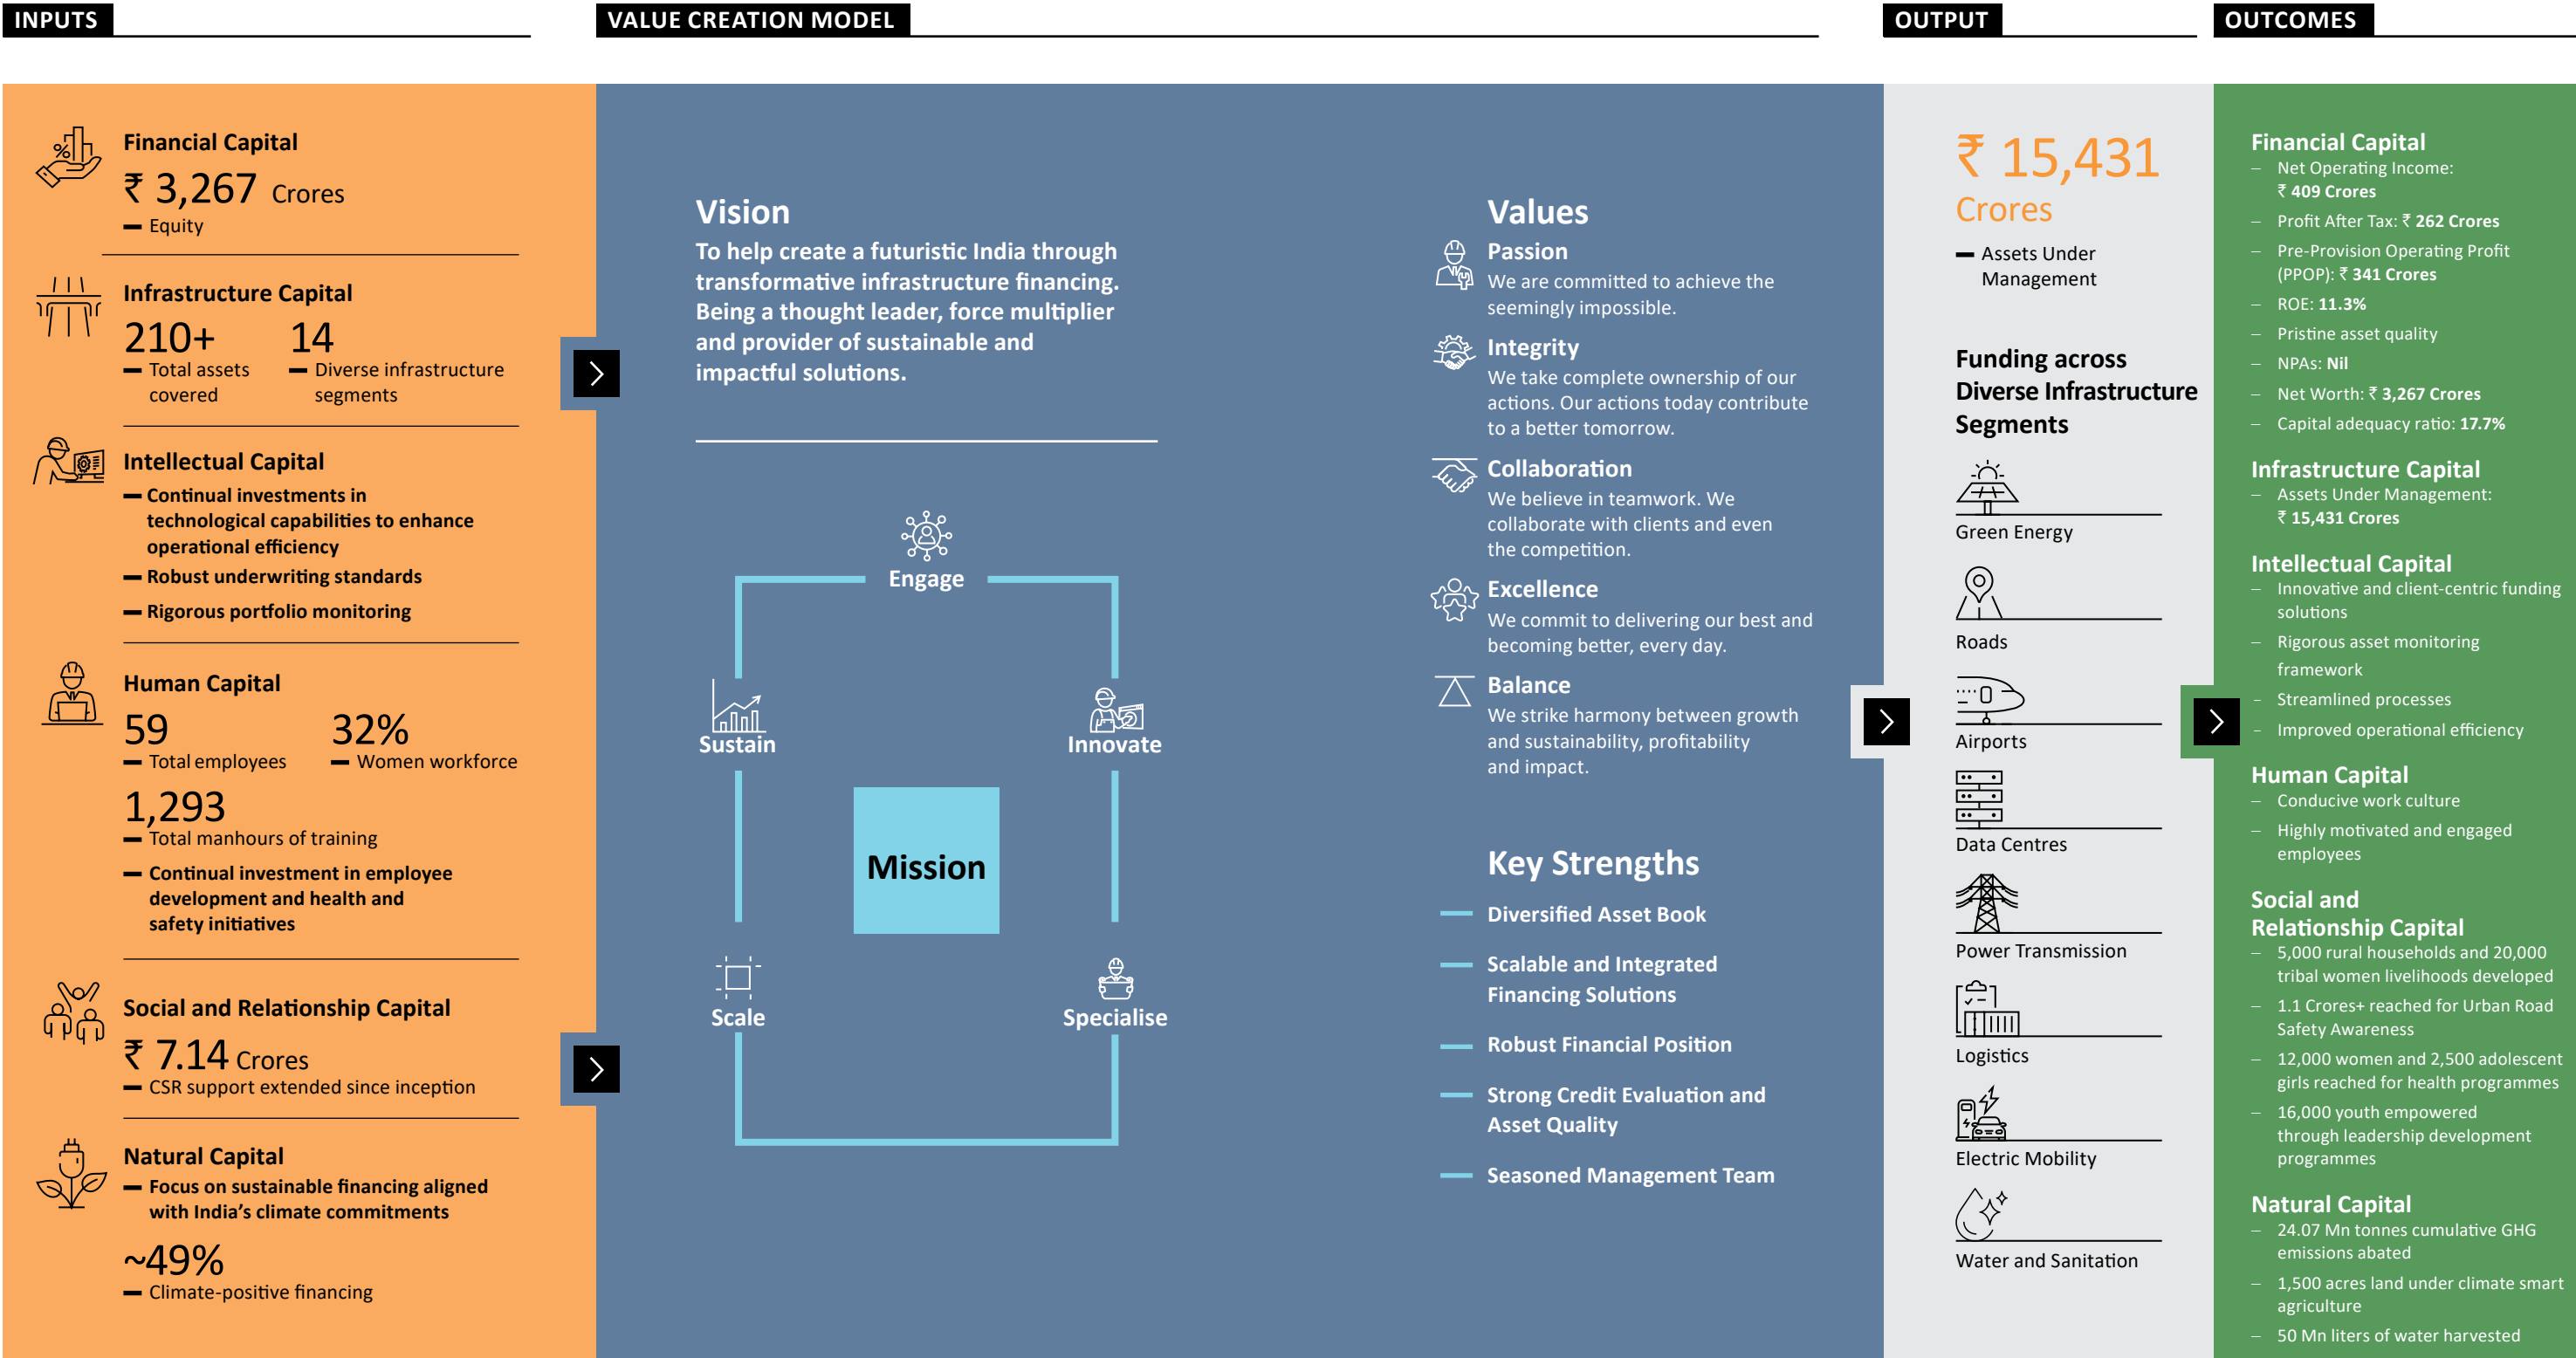 INPUTS
Financial Capital
₹ 3,267 Crores
Equity
Infrastructure Capital
210+
Total assets
covered
14
Diverse infrastructure
segments
Intellectual Capital
Continual investments in
technological capabilities to enhance
operational efficiency
Robust underwriting standards
Rigorous portfolio monitoring
Human Capital
59
Total employees
32%
Women workforce
1,293
Total manhours of training
Continual investment in employee
development and health and
safety initiatives
Social and Relationship Capital
₹ 7.14 Crores
CSR support extended since inception
Natural Capital
Focus on sustainable financing aligned
with India’s climate commitments
~49%
Climate-positive financing
VALUE CREATION MODEL
Vision
To help create a futuristic India through
transformative infrastructure financing.
Being a thought leader, force multiplier
and provider of sustainable and
impactful solutions.
Engage
Sustain
Innovate
Mission
Scale
Specialise
Values
Passion
We are committed to achieve the
seemingly impossible.
Integrity
We take complete ownership of our
actions. Our actions today contribute
to a better tomorrow.
Collaboration
We believe in teamwork. We
collaborate with clients and even
the competition.
Excellence
We commit to delivering our best and
becoming better, every day.
Balance
We strike harmony between growth
and sustainability, profitability
and impact.
Key Strengths
Diversified Asset Book
Scalable and Integrated
Financing Solutions
Robust Financial Position
Strong Credit Evaluation and
Asset Quality
Seasoned Management Team
OUTPUT
₹ 15,431
Crores
Assets Under
Management
Funding across
Diverse Infrastructure
Segments
Green Energy
Roads
Airports
Data Centres
Power Transmission
Logistics
Electric Mobility
Water and Sanitation
OUTCOMES
Financial Capital
– Net Operating Income:
₹ 409 Crores
– Profit After Tax: ₹ 262 Crores
– Pre-Provision Operating Profit
(PPOP): ₹ 341 Crores
– ROE: 11.3%
– Pristine asset quality
– NPAs: Nil
– Net Worth: ₹ 3,267 Crores
– Capital adequacy ratio: 17.7%
Infrastructure Capital
– Assets Under Management:
₹ 15,431 Crores
Intellectual Capital
– Innovative and client-centric funding
solutions
– Rigorous asset monitoring
framework
– Streamlined processes
– Improved operational efficiency
Human Capital
– Conducive work culture
– Highly motivated and engaged
employees
Social and
Relationship Capital
– 5,000 rural households and 20,000
tribal women livelihoods developed
– 1.1 Crores+ reached for Urban Road
Safety Awareness
– 12,000 women and 2,500 adolescent
girls reached for health programmes
– 16,000 youth empowered
through leadership development
programmes
Natural Capital
– 24.07 Mn tonnes cumulative GHG
emissions abated
– 1,500 acres land under climate smart
agriculture
– 50 Mn liters of water harvested